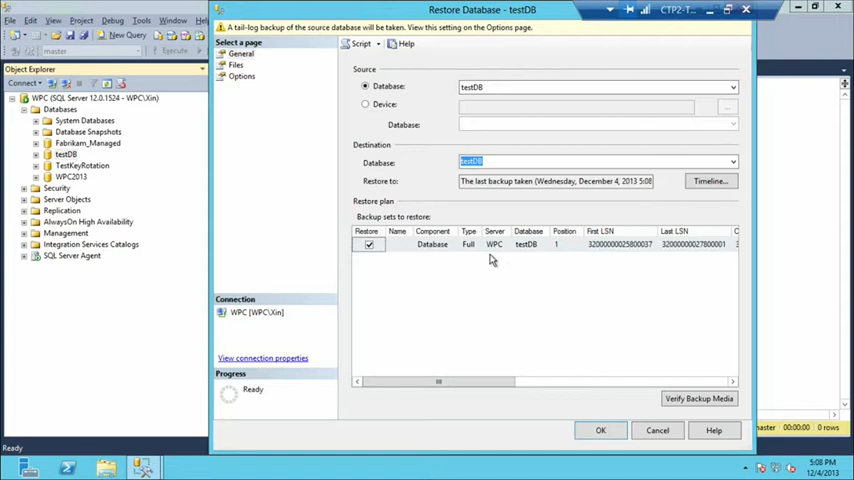 Restore Database - testDB
CTP2-T...
File Edit View Debug Tools Window Help
New Query
master
Execute
Object Explorer
Connect
WPC (SQL Server 12.0.1524 - WPC\Xin)
Databases
System Databases
Database Snapshots
Fabrikam_Managed
testDB
TestKeyRotation
WPC2013
Security
Server Objects
Replication
AlwaysOn High Availability
Management
Integration Services Catalogs
SQL Server Agent
A tail-log backup of the source database will be taken. View this setting on the Options page.
Select a page
General
Files
Options
Script
Help
Source
Database:
testDB
Device:
...
Database:
Destination
Database:
testDB
Restore to:
The last backup taken (Wednesday, December 4, 2013 5:08
Timeline...
Restore plan
Backup sets to restore:
Restore Name Component Type Server Database Position First LSN Last LSN
Database Full WPC testDB 1 32000000025800037 32000000027800001
Connection
WPC [WPC\Xin]
View connection properties
Progress
Ready
Verify Backup Media
OK
Cancel
Help
master 00:00:00 0 rows
Ready
5:08 PM
12/4/2013